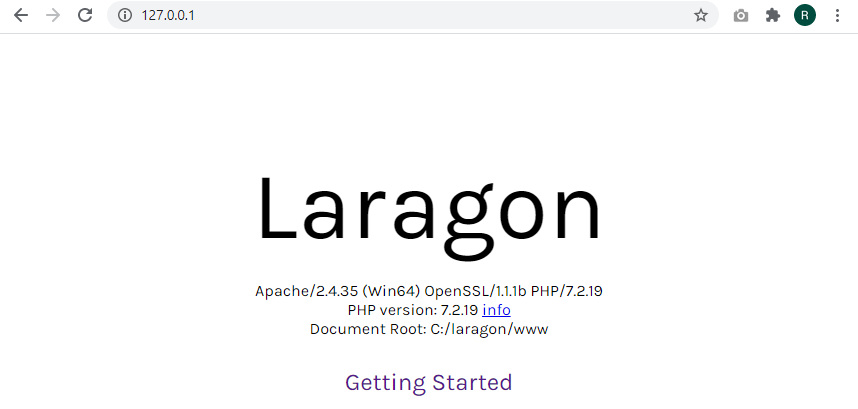 127.0.0.1
R
Laragon
Apache/2.4.35 (Win64) OpenSSL/1.1.1b PHP/7.2.19
PHP version: 7.2.19 info
Document Root: C:/laragon/www
Getting Started